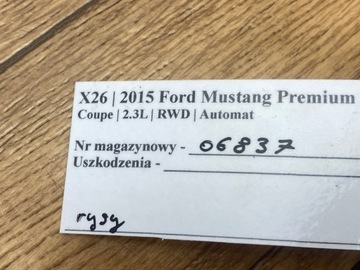 X26 | 2015 Ford Mustang Premium
Coupe | 2.3L | RWD | Automat
Nr magazynowy - 06837
Uszkodzenia -
rysy